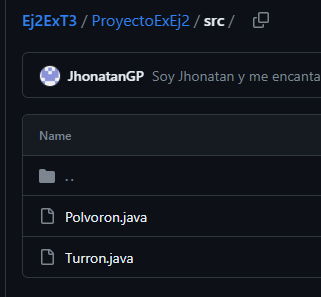 Ej2ExT3 / ProyectoExEj2 / src /
JhonatanGP Soy Jhonatan y me encanta
Name
..
Polvoron.java
Turron.java